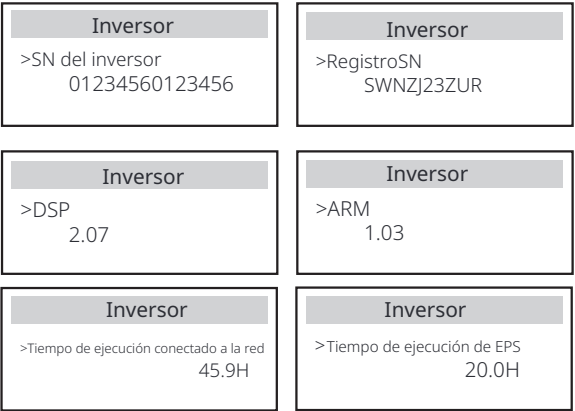 Inversor
>SN del inversor
01234560123456
Inversor
>RegistroSN
SWNZJ23ZUR
Inversor
>DSP
2.07
Inversor
>ARM
1.03
Inversor
>Tiempo de ejecución conectado a la red
45.9H
Inversor
>Tiempo de ejecución de EPS
20.0H